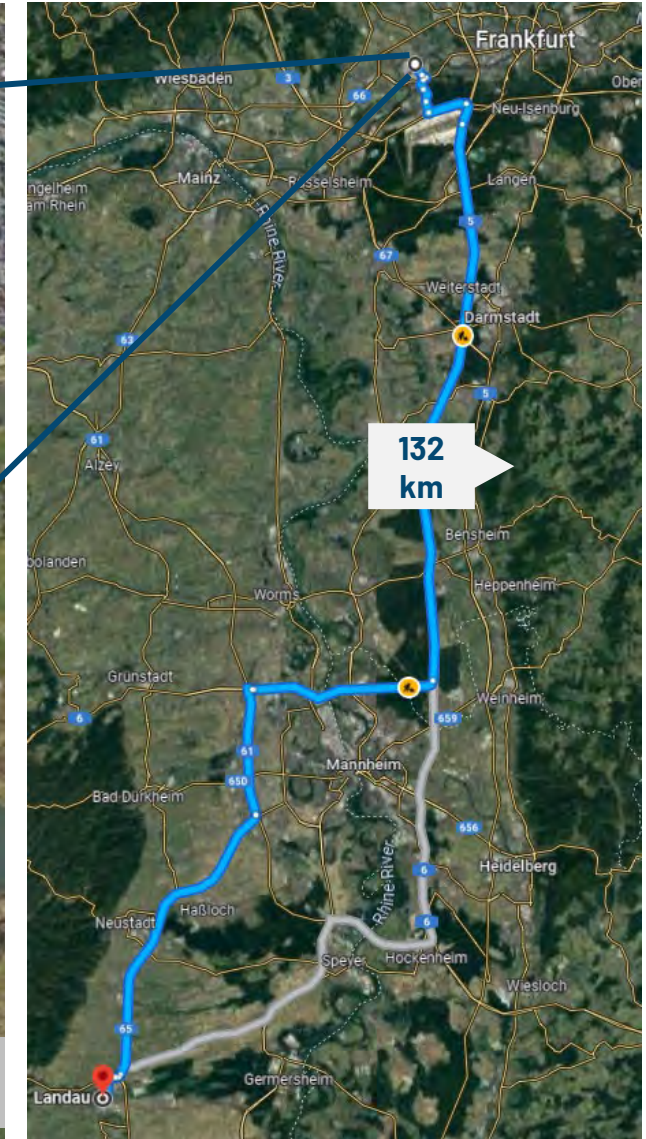 Frankfurt
Wiesbaden
3
66
Ober
Neu-Isenburg
Mainz
Rüsselsheim
Langen
ngelheim
am Rhein
Rhine River
5
67
Weiterstadt
63
Darmstadt
5
61
Alzey
132
km
Bensheim
bolanden
Heppenheim
Worms
Grünstadt
Weinheim
6
659
61
Mannheim
650
Bad Dürkheim
656
Rhine River
6
Heidelberg
Haßloch
Neustadt
6
Speyer
Hockenheim
Wiesloch
65
Germersheim
Landau